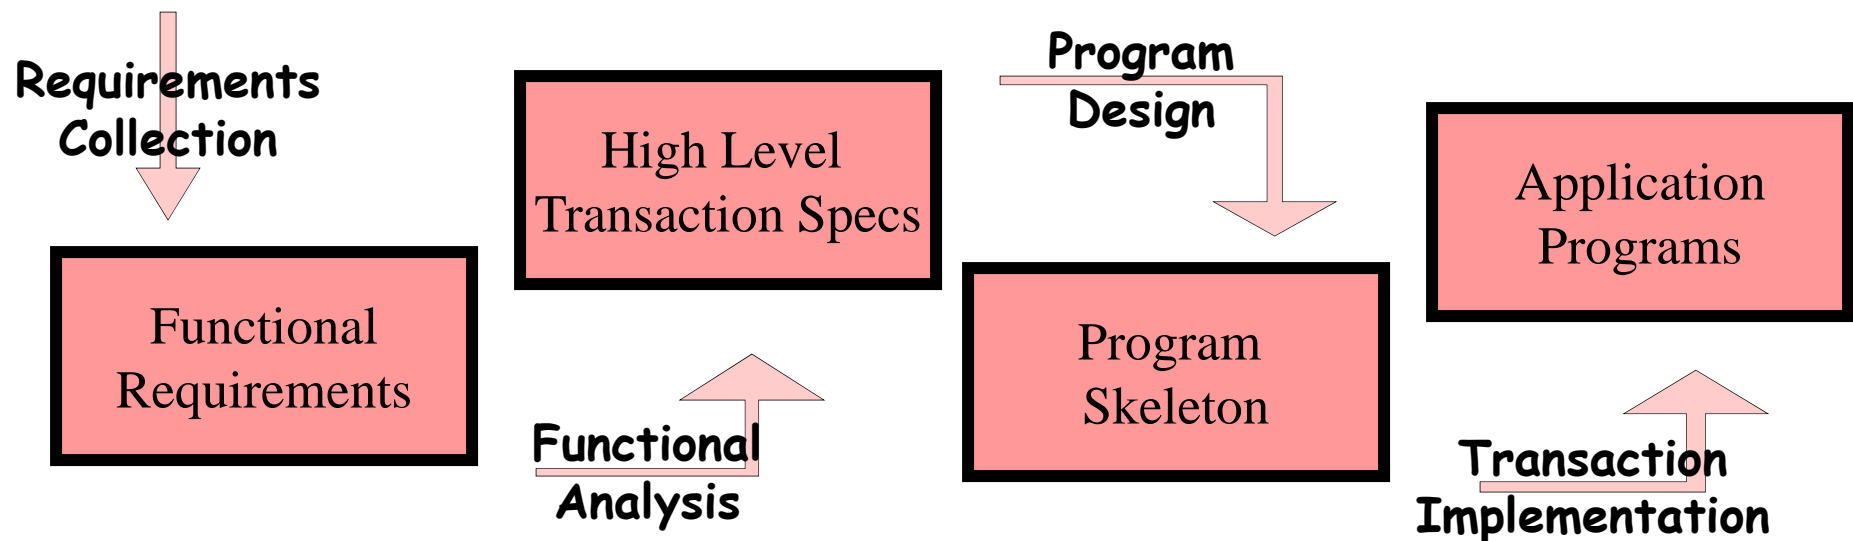 Requirements
Collection
Functional
Requirements
High Level
Transaction Specs
Functional
Analysis
Program
Design
Program
Skeleton
Application
Programs
Transaction
Implementation